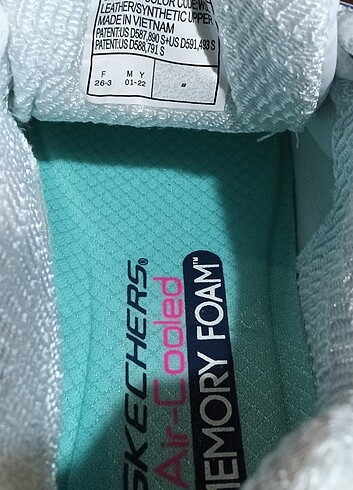 LEATHER/SYNTHETIC UPPER
MADE IN VIETNAM
PATENT:US D587,890 S+US D591,493 S
PATENT:US D588,791 S
F M Y
26-3 01-22
SKECHERS®
Air-Cooled
MEMORY FOAM™